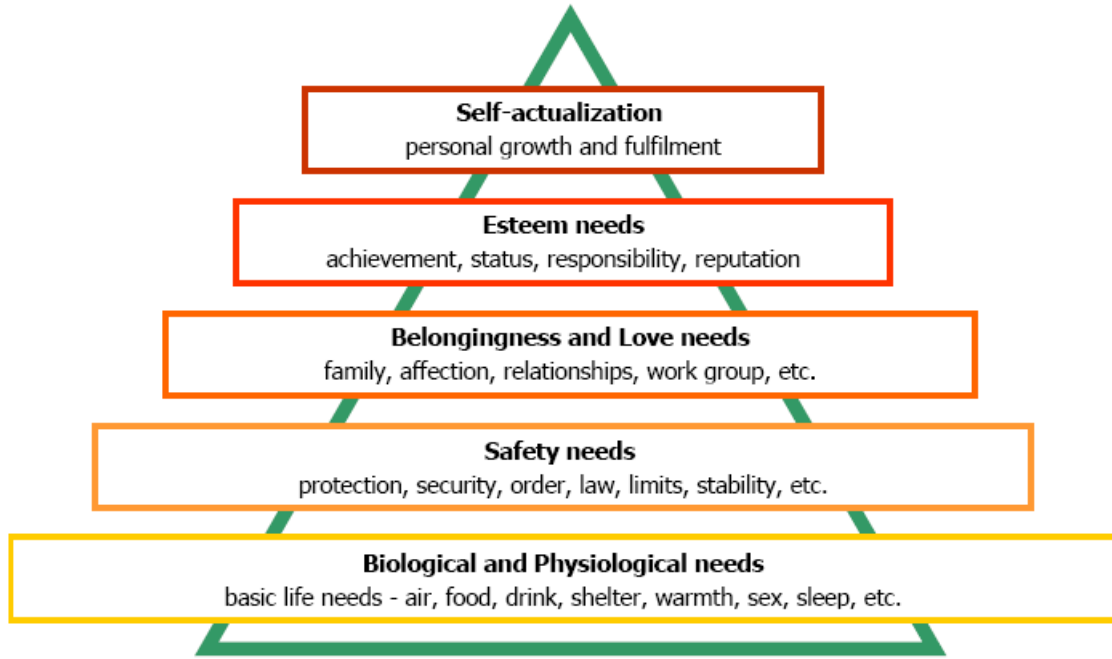 Self-actualization
personal growth and fulfilment
Esteem needs
achievement, status, responsibility, reputation
Belongingness and Love needs
family, affection, relationships, work group, etc.
Safety needs
protection, security, order, law, limits, stability, etc.
Biological and Physiological needs
basic life needs - air, food, drink, shelter, warmth, sex, sleep, etc.